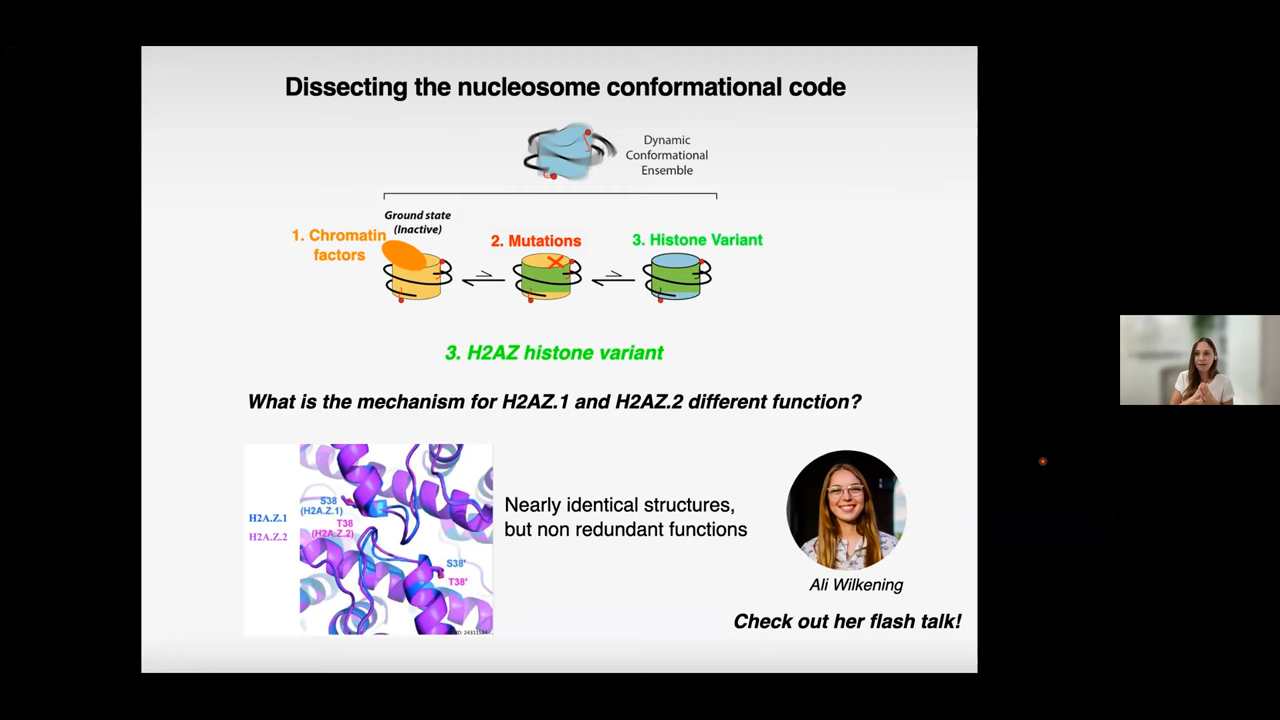 Dissecting the nucleosome conformational code
Dynamic
Conformational
Ensemble
Ground state
(Inactive)
1. Chromatin
factors
2. Mutations
3. Histone Variant
3. H2AZ histone variant
What is the mechanism for H2AZ.1 and H2AZ.2 different function?
S38
(H2A.Z.1)
T38
(H2A.Z.2)
H2A.Z.1
H2A.Z.2
S38'
T38'
Nearly identical structures,
but non redundant functions
Ali Wilkening
Check out her flash talk!